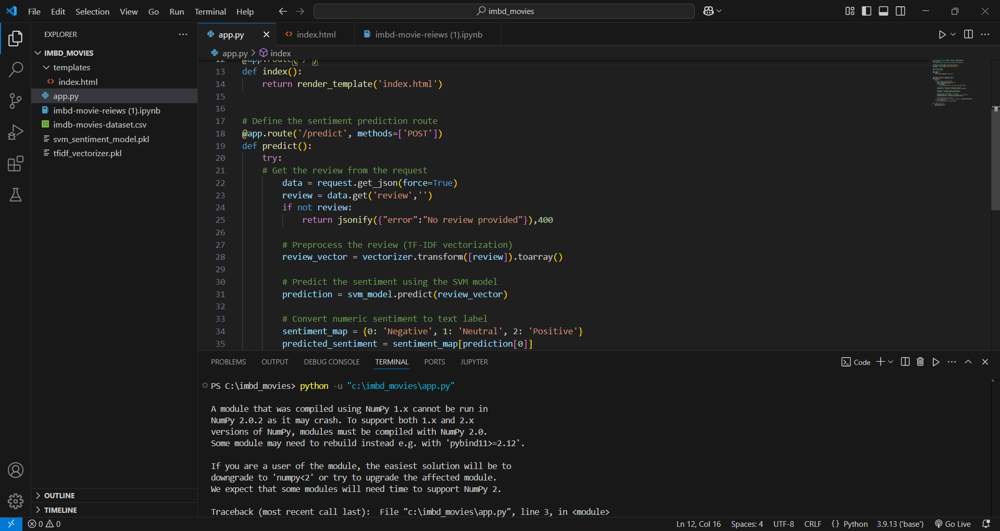 File Edit Selection View Go Run Terminal Help
imbd_movies
EXPLORER
IMBD_MOVIES
templates
index.html
app.py
imbd-movie-reiews (1).ipynb
imdb-movies-dataset.csv
svm_sentiment_model.pkl
tfidf_vectorizer.pkl
OUTLINE
TIMELINE
app.py
index.html
imbd-movie-reiews (1).ipynb
app.py > index
12 @app.route('/')
13 def index():
14 return render_template('index.html')
15
16
17 # Define the sentiment prediction route
18 @app.route('/predict', methods=['POST'])
19 def predict():
20 try:
21 # Get the review from the request
22 data = request.get_json(force=True)
23 review = data.get('review','')
24 if not review:
25 return jsonify({"error":"No review provided"}),400
26
27 # Preprocess the review (TF-IDF vectorization)
28 review_vector = vectorizer.transform([review]).toarray()
29
30 # Predict the sentiment using the SVM model
31 prediction = svm_model.predict(review_vector)
32
33 # Convert numeric sentiment to text label
34 sentiment_map = {0: 'Negative', 1: 'Neutral', 2: 'Positive'}
35 predicted_sentiment = sentiment_map[prediction[0]]
PROBLEMS OUTPUT DEBUG CONSOLE TERMINAL PORTS JUPYTER
Code
PS C:\imbd_movies> python -u "c:\imbd_movies\app.py"
A module that was compiled using NumPy 1.x cannot be run in
NumPy 2.0.2 as it may crash. To support both 1.x and 2.x
versions of NumPy, modules must be compiled with NumPy 2.0.
Some module may need to rebuild instead e.g. with 'pybind11>=2.12'.
If you are a user of the module, the easiest solution will be to
downgrade to 'numpy<2' or try to upgrade the affected module.
We expect that some modules will need time to support NumPy 2.
Traceback (most recent call last):  File "c:\imbd_movies\app.py", line 3, in <module>
0 0
Ln 12, Col 16 Spaces: 4 UTF-8 CRLF {} Python 3.9.13 ('base') Go Live